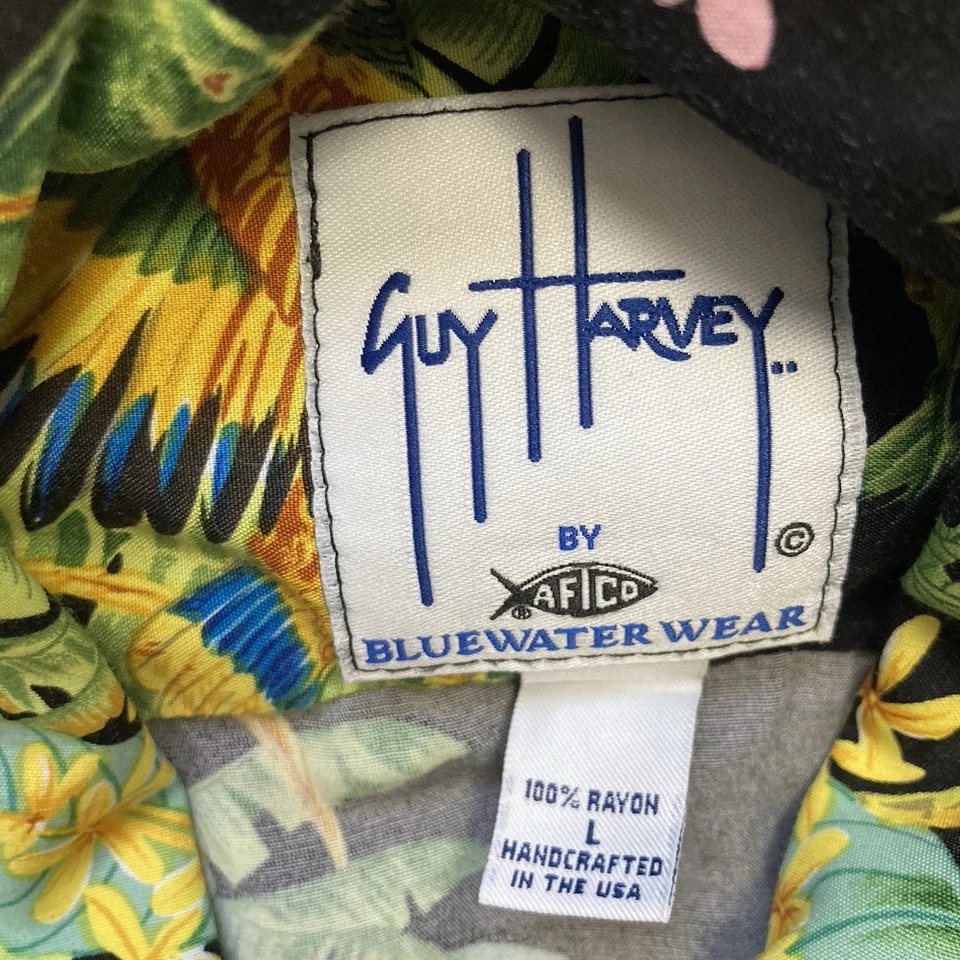 GUY HARVEY..
BY
©
AFTCO
®
BLUEWATER WEAR
100% RAYON
L
HANDCRAFTED
IN THE USA